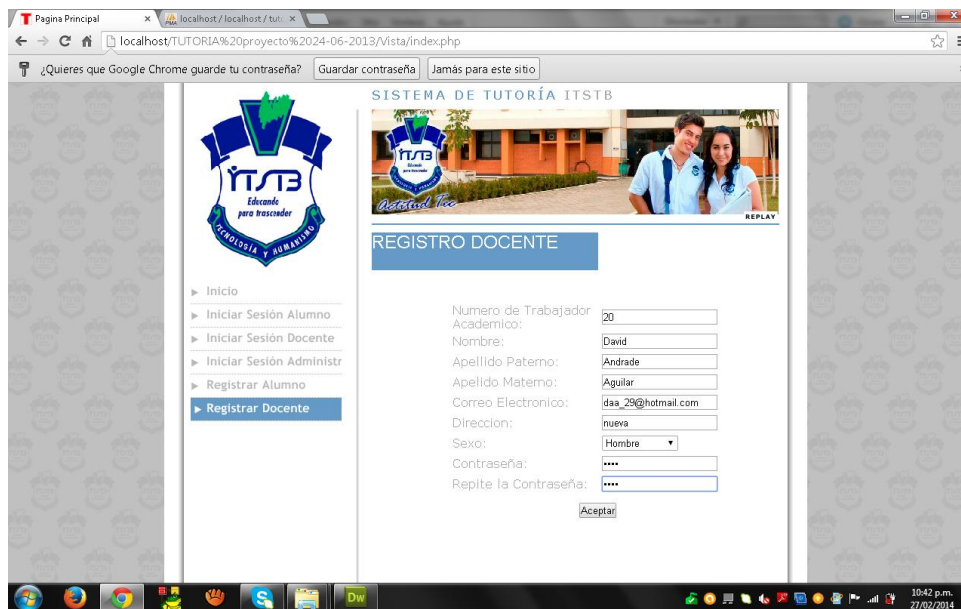 Pagina Principal
localhost / localhost / tut
localhost/TUTORIA%20proyecto%2024-06-2013/Vista/index.php
¿Quieres que Google Chrome guarde tu contraseña?
Guardar contraseña
Jamás para este sitio
SISTEMA DE TUTORÍA ITSTB
ITSTB
Educando
para trascender
TECNOLOGÍA Y HUMANISMO
Actitud Tec
REPLAY
REGISTRO DOCENTE
Inicio
Iniciar Sesión Alumno
Iniciar Sesión Docente
Iniciar Sesión Administr
Registrar Alumno
Registrar Docente
Numero de Trabajador
Academico:
20
Nombre:
David
Apellido Paterno:
Andrade
Apelido Materno:
Aguilar
Correo Electronico:
daa_29@hotmail.com
Direccion:
nueva
Sexo:
Hombre
Contraseña:
••••
Repite la Contraseña:
••••
Aceptar
Dw
10:42 p.m.
27/02/2014